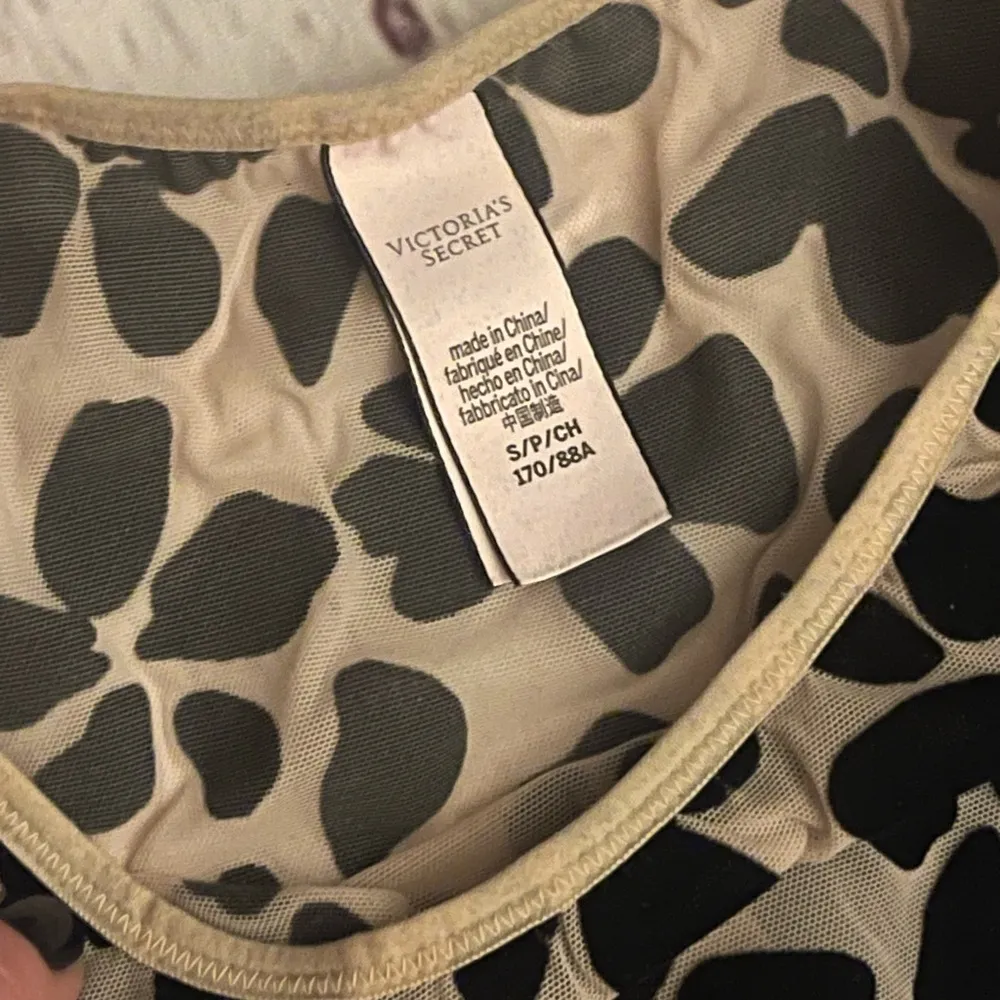 VICTORIA'S
SECRET
made in China/
fabriqué en Chine/
hecho en China/
fabbricato in Cina/
中国制造
S/P/CH
170/88A